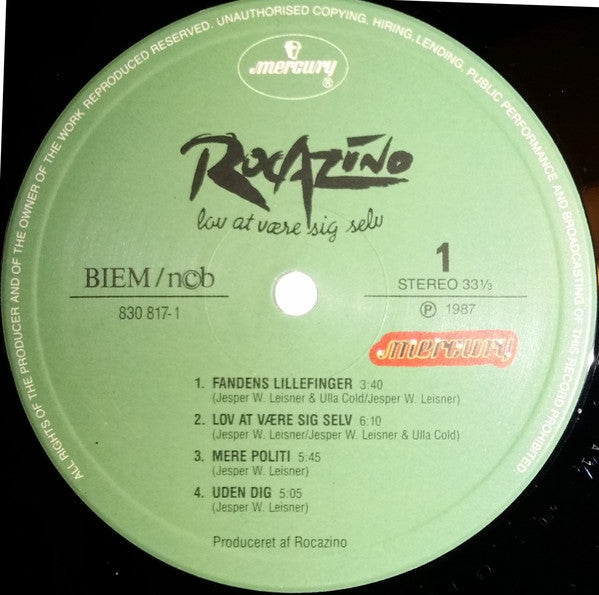 ALL RIGHTS OF THE PRODUCER AND OF THE OWNER OF THE WORK REPRODUCED RESERVED. UNAUTHORISED COPYING, HIRING, LENDING, PUBLIC PERFORMANCE AND BROADCASTING OF THIS RECORD PROHIBITED
mercury ®
ROCAZINO
lov at være sig selv
BIEM/n©b
830 817-1
1
STEREO 33⅓
℗ 1987
mercury
1. FANDENS LILLEFINGER 3:40
(Jesper W. Leisner & Ulla Cold/Jesper W. Leisner)
2. LOV AT VÆRE SIG SELV 6:10
(Jesper W. Leisner/Jesper W. Leisner & Ulla Cold)
3. MERE POLITI 5:45
(Jesper W. Leisner)
4. UDEN DIG 5:05
(Jesper W. Leisner)
Produceret af Rocazino